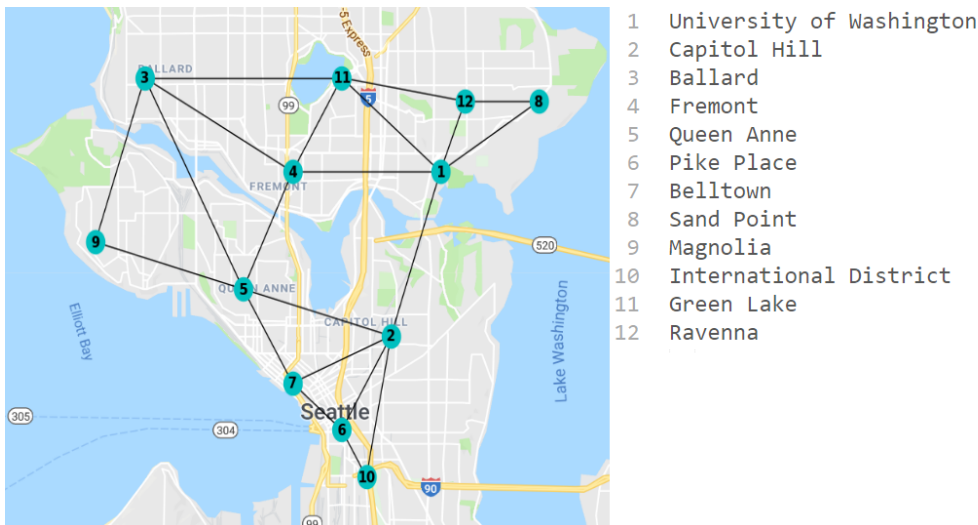 -5 Express
BALLARD
3
11
5
12
8
99
4
1
FREMONT
9
520
5
QUEEN ANNE
CAPITOL HILL
2
Elliott Bay
Lake Washington
7
Seattle
305
304
6
10
90
99
1 University of Washington
2 Capitol Hill
3 Ballard
4 Fremont
5 Queen Anne
6 Pike Place
7 Belltown
8 Sand Point
9 Magnolia
10 International District
11 Green Lake
12 Ravenna